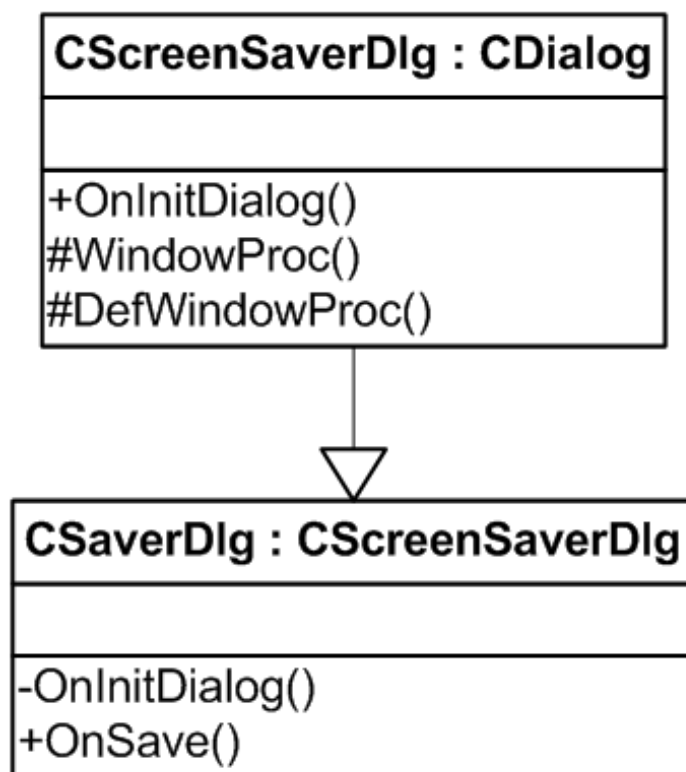 CScreenSaverDlg : CDialog
+OnInitDialog()
#WindowProc()
#DefWindowProc()
CSaverDlg : CScreenSaverDlg
-OnInitDialog()
+OnSave()